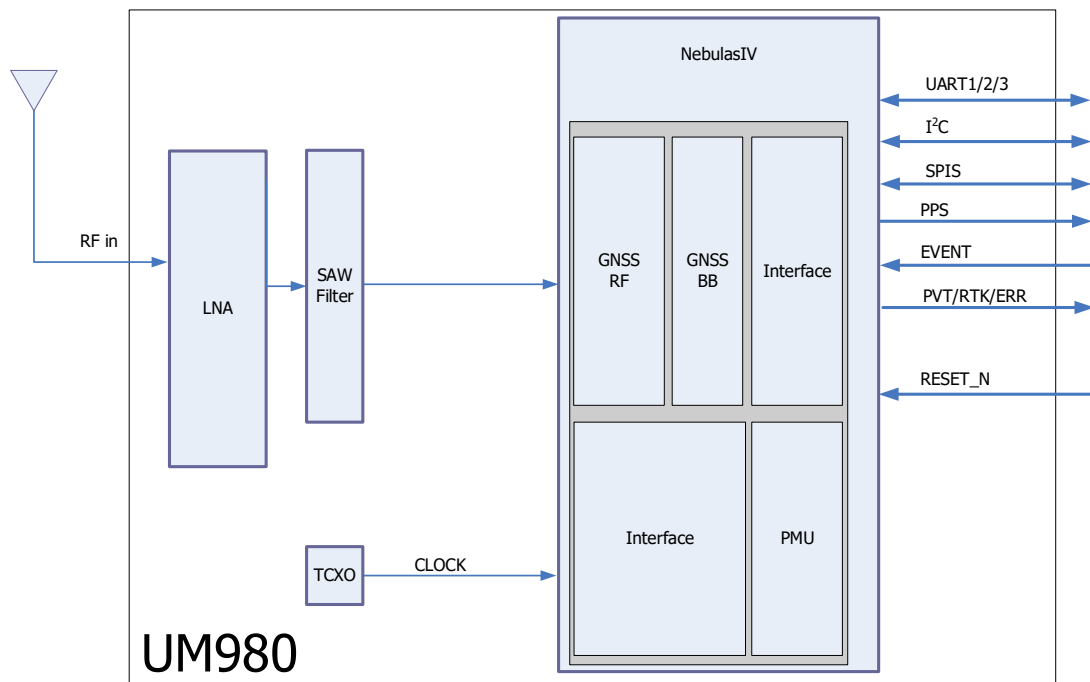 NebulasIV
UART1/2/3
I²C
SPIS
PPS
EVENT
PVT/RTK/ERR
RESET_N
RF in
LNA
SAW
Filter
GNSS
RF
GNSS
BB
Interface
Interface
PMU
TCXO
CLOCK
UM980